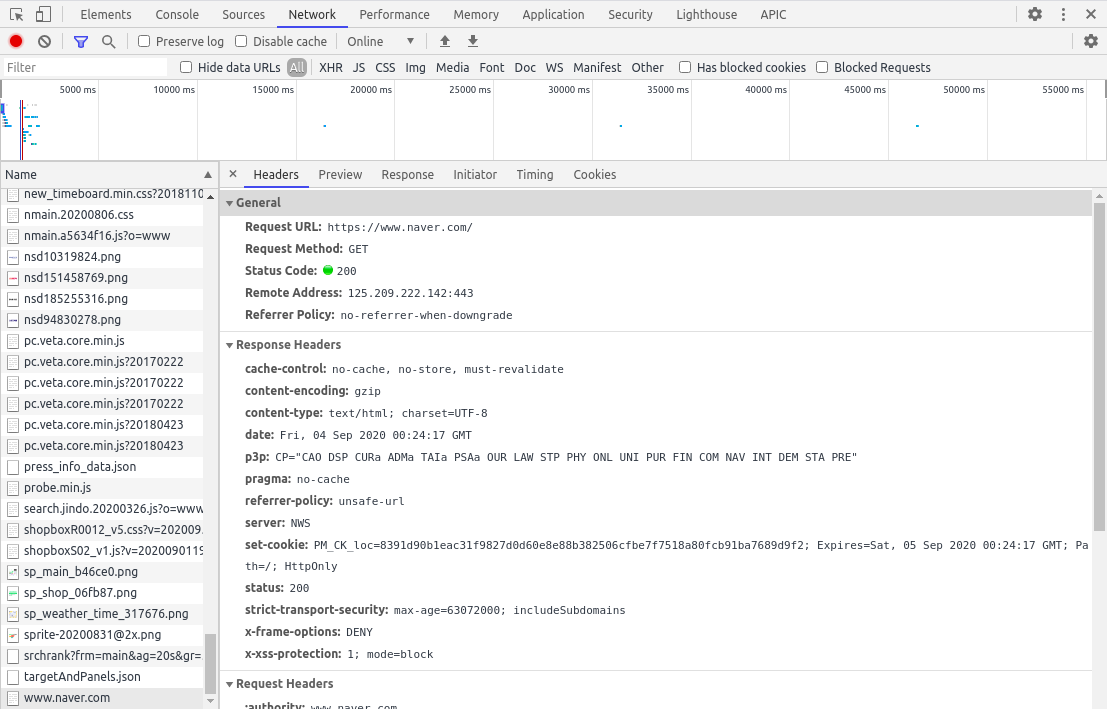 Elements Console Sources Network Performance Memory Application Security Lighthouse APIC
Preserve log Disable cache Online
Filter Hide data URLs All XHR JS CSS Img Media Font Doc WS Manifest Other Has blocked cookies Blocked Requests
5000 ms 10000 ms 15000 ms 20000 ms 25000 ms 30000 ms 35000 ms 40000 ms 45000 ms 50000 ms 55000 ms
Name
new_timeboard.min.css?2018110
nmain.20200806.css
nmain.a5634f16.js?o=www
nsd10319824.png
nsd151458769.png
nsd185255316.png
nsd94830278.png
pc.veta.core.min.js
pc.veta.core.min.js?20170222
pc.veta.core.min.js?20170222
pc.veta.core.min.js?20170222
pc.veta.core.min.js?20180423
pc.veta.core.min.js?20180423
press_info_data.json
probe.min.js
search.jindo.20200326.js?o=www
shopboxR0012_v5.css?v=202009
shopboxS02_v1.js?v=2020090119
sp_main_b46ce0.png
sp_shop_06fb87.png
sp_weather_time_317676.png
sprite-20200831@2x.png
srchrank?frm=main&ag=20s&gr=
targetAndPanels.json
www.naver.com
Headers Preview Response Initiator Timing Cookies
General
Request URL: https://www.naver.com/
Request Method: GET
Status Code: 200
Remote Address: 125.209.222.142:443
Referrer Policy: no-referrer-when-downgrade
Response Headers
cache-control: no-cache, no-store, must-revalidate
content-encoding: gzip
content-type: text/html; charset=UTF-8
date: Fri, 04 Sep 2020 00:24:17 GMT
p3p: CP="CAO DSP CURa ADMa TAIa PSAa OUR LAW STP PHY ONL UNI PUR FIN COM NAV INT DEM STA PRE"
pragma: no-cache
referrer-policy: unsafe-url
server: NWS
set-cookie: PM_CK_loc=8391d90b1eac31f9827d0d60e8e88b382506cfbe7f7518a80fcb91ba7689d9f2; Expires=Sat, 05 Sep 2020 00:24:17 GMT; Pa
th=/; HttpOnly
status: 200
strict-transport-security: max-age=63072000; includeSubdomains
x-frame-options: DENY
x-xss-protection: 1; mode=block
Request Headers
:authority: www.naver.com